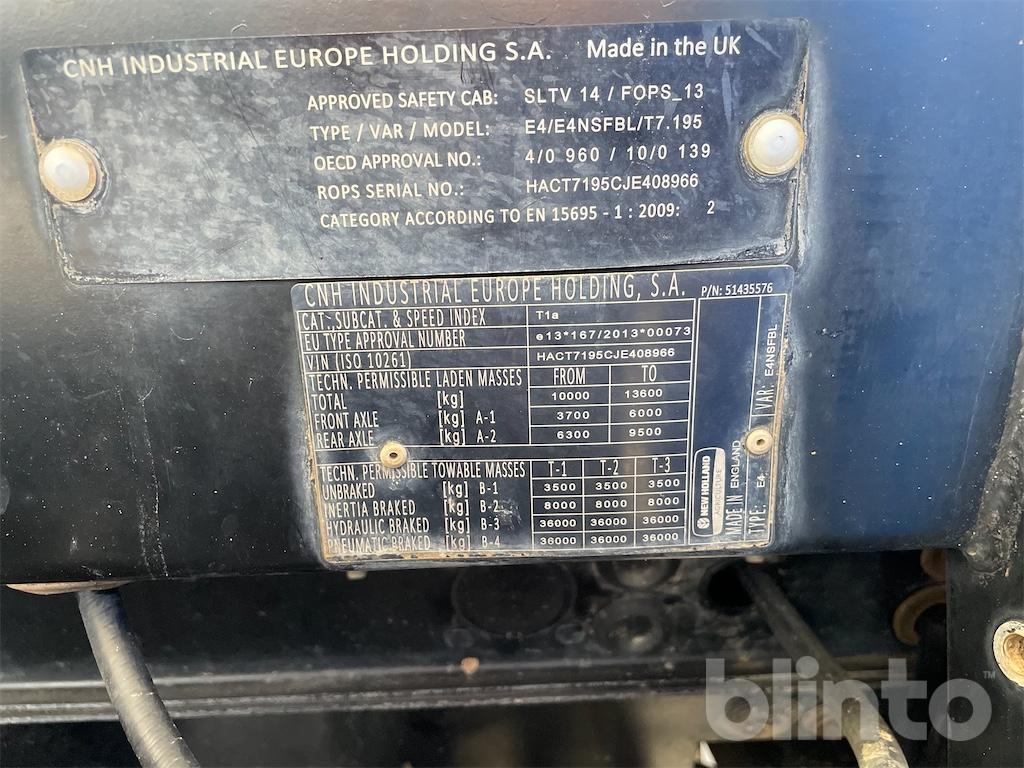 CNH INDUSTRIAL EUROPE HOLDING S.A. Made in the UK
APPROVED SAFETY CAB: SLTV 14 / FOPS_13
TYPE / VAR / MODEL: E4/E4NSFBL/T7.195
OECD APPROVAL NO.: 4/0 960 / 10/0 139
ROPS SERIAL NO.: HACT7195CJE408966
CATEGORY ACCORDING TO EN 15695 - 1 : 2009: 2
CNH INDUSTRIAL EUROPE HOLDING, S.A. P/N: 51435576
CAT., SUBCAT. & SPEED INDEX T1a
EU TYPE APPROVAL NUMBER e13*167/2013*00073
VIN (ISO 10261) HACT7195CJE408966
TECHN. PERMISSIBLE LADEN MASSES FROM TO
TOTAL [kg] 10000 13600
FRONT AXLE [kg] A-1 3700 6000
REAR AXLE [kg] A-2 6300 9500
TECHN. PERMISSIBLE TOWABLE MASSES T-1 T-2 T-3
UNBRAKED [kg] B-1 3500 3500 3500
INERTIA BRAKED [kg] B-2 8000 8000 8000
HYDRAULIC BRAKED [kg] B-3 36000 36000 36000
PNEUMATIC BRAKED [kg] B-4 36000 36000 36000
NEW HOLLAND
AGRICULTURE
MADE IN ENGLAND
TYPE: E4 VAR: E4NSFBL
blinto™